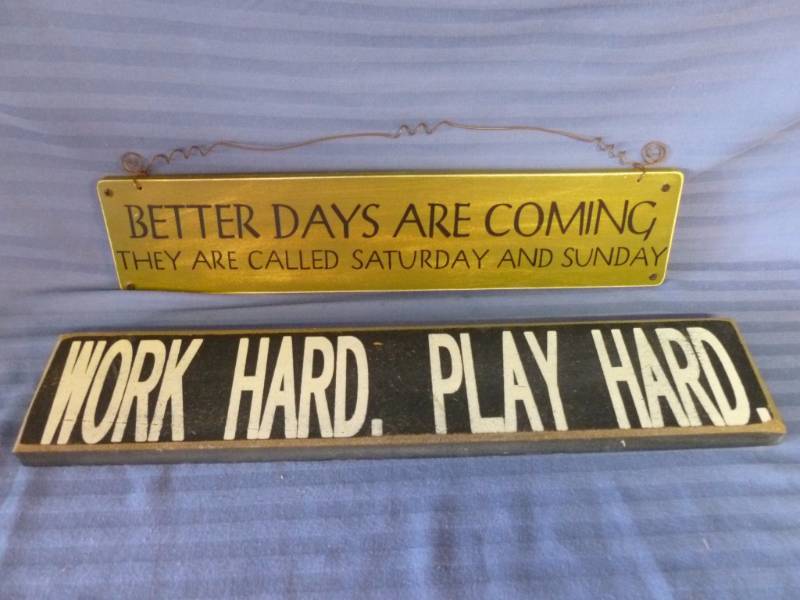 BETTER DAYS ARE COMING
THEY ARE CALLED SATURDAY AND SUNDAY
WORK HARD. PLAY HARD.